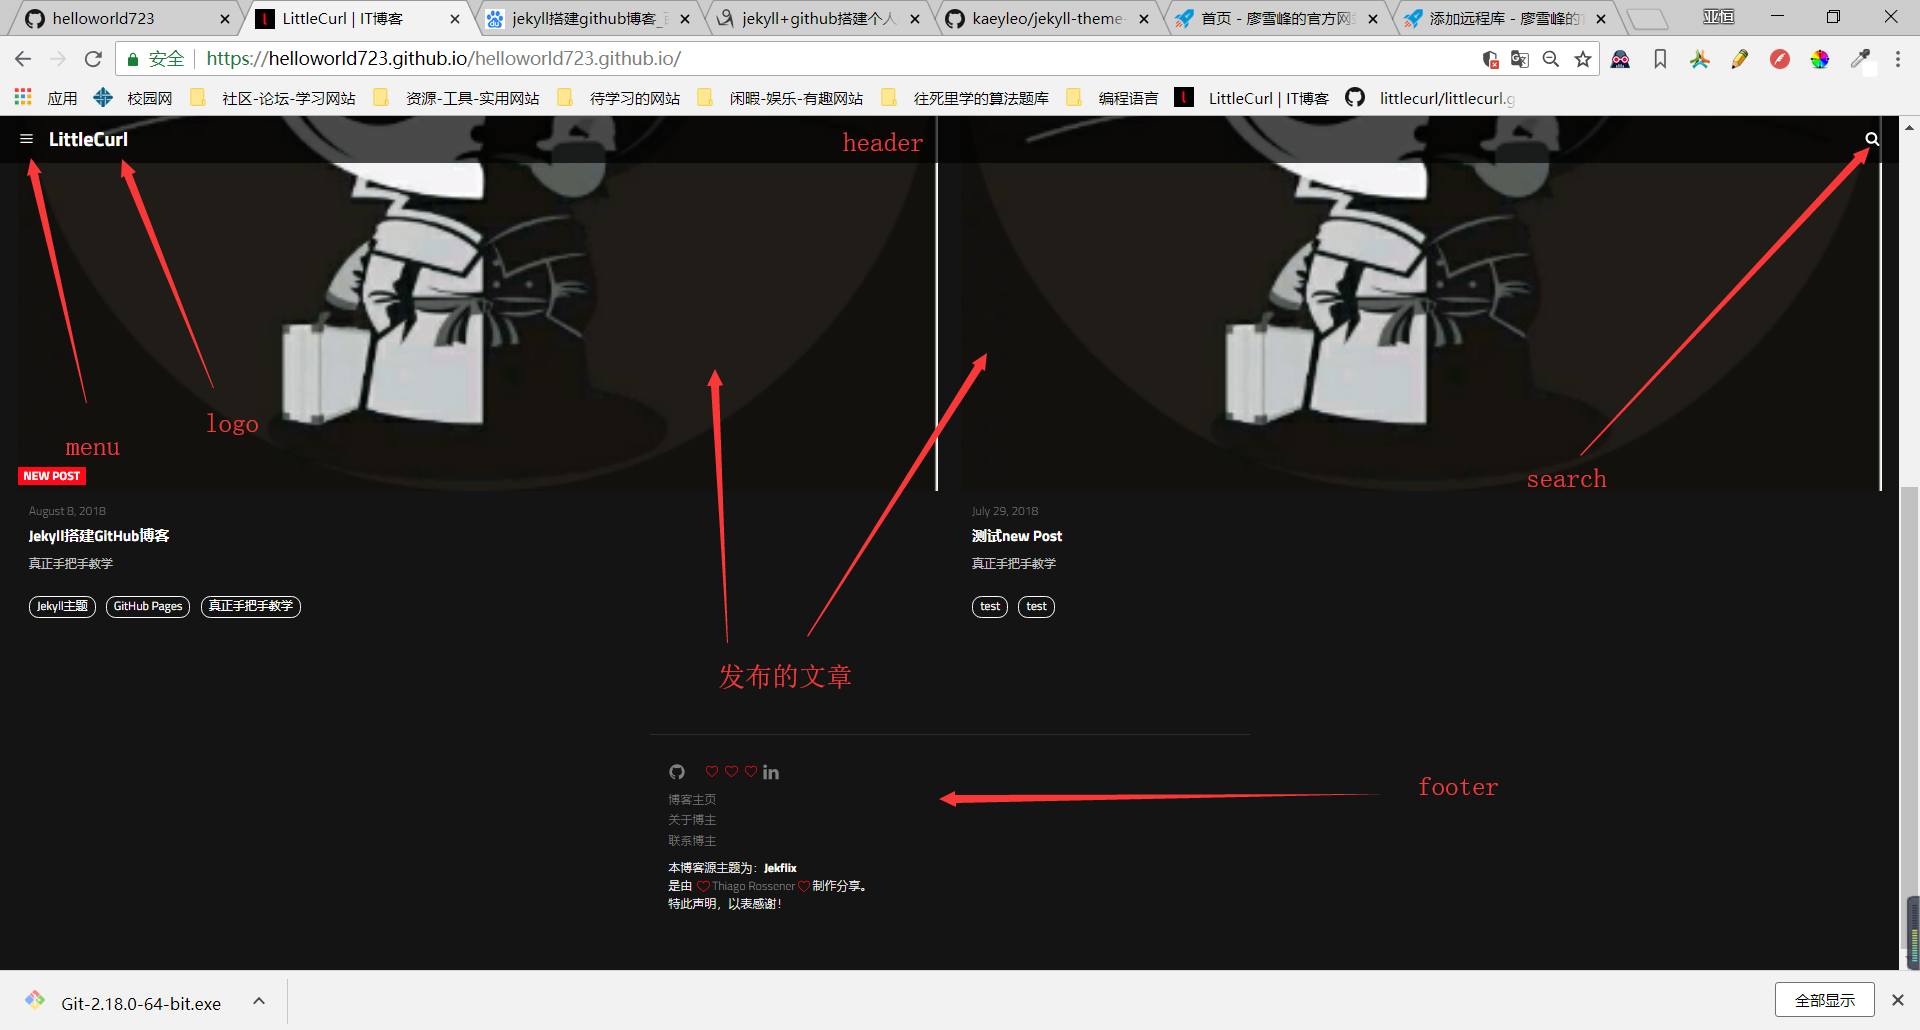 helloworld723
LittleCurl | IT博客
jekyll搭建github博客_
jekyll+github搭建个人
kaeyleo/jekyll-theme-
首页 - 廖雪峰的官方网
添加远程库 - 廖雪峰的
亚恒
安全
https://helloworld723.github.io/helloworld723.github.io/
应用
校园网
社区-论坛-学习网站
资源-工具-实用网站
待学习的网站
闲暇-娱乐-有趣网站
往死里学的算法题库
编程语言
LittleCurl | IT博客
littlecurl/littlecurl.g
LittleCurl
header
logo
menu
search
NEW POST
August 8, 2018
Jekyll搭建GitHub博客
真正手把手教学
Jekyll主题
GitHub Pages
真正手把手教学
July 29, 2018
测试new Post
真正手把手教学
test
test
发布的文章
footer
博客主页
关于博主
联系博主
本博客源主题为：Jekflix
是由 Thiago Rossener 制作分享。
特此声明，以表感谢！
Git-2.18.0-64-bit.exe
全部显示